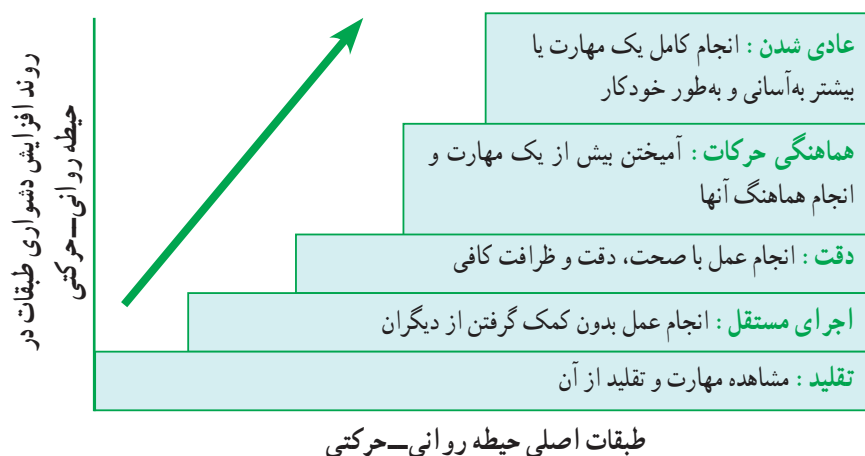 روند افزایش دشواری طبقات در
حیطه روانی–حرکتی
عادی شدن : انجام کامل یک مهارت یا
بیشتر به‌آسانی و به‌طور خودکار
هماهنگی حرکات : آمیختن بیش از یک مهارت و
انجام هماهنگ آنها
دقت : انجام عمل با صحت، دقت و ظرافت کافی
اجرای مستقل : انجام عمل بدون کمک گرفتن از دیگران
تقلید : مشاهده مهارت و تقلید از آن
طبقات اصلی حیطه روانی–حرکتی